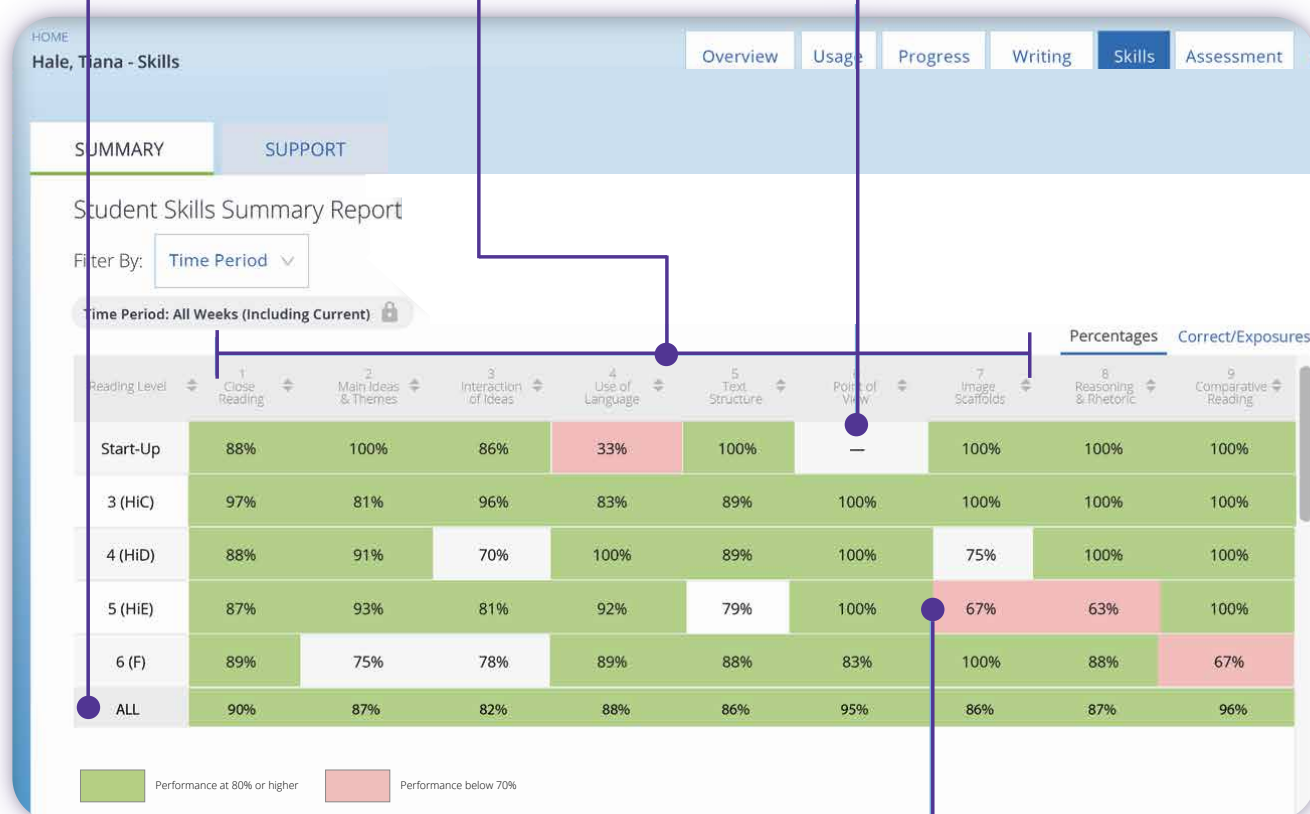 HOME
Hale, Tiana - Skills
Overview Usage Progress Writing Skills Assessment
SUMMARY SUPPORT
Student Skills Summary Report
Filter By: Time Period
Time Period: All Weeks (Including Current)
Percentages Correct/Exposures
Reading Level
1
Close
Reading
2
Main Ideas
& Themes
3
Interaction
of Ideas
4
Use of
Language
5
Text
Structure
6
Point of
View
7
Image
Scaffolds
8
Reasoning
& Rhetoric
9
Comparative
Reading
Start-Up 88% 100% 86% 33% 100% — 100% 100% 100%
3 (HiC) 97% 81% 96% 83% 89% 100% 100% 100% 100%
4 (HiD) 88% 91% 70% 100% 89% 100% 75% 100% 100%
5 (HiE) 87% 93% 81% 92% 79% 100% 67% 63% 100%
6 (F) 89% 75% 78% 89% 88% 83% 100% 88% 67%
ALL 90% 87% 82% 88% 86% 95% 86% 87% 96%
Performance at 80% or higher Performance below 70%